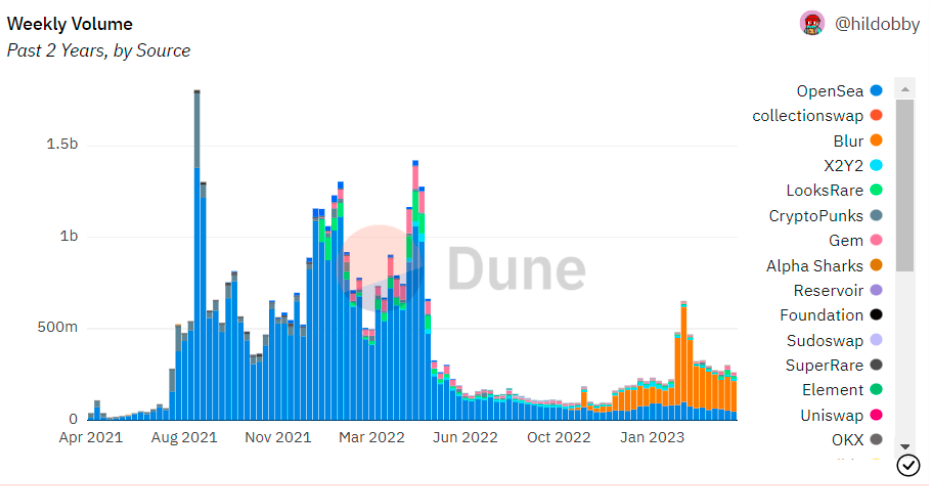 Weekly Volume
@hildobby
Past 2 Years, by Source
1.5b
1b
500m
0
Apr 2021
Aug 2021
Nov 2021
Mar 2022
Jun 2022
Oct 2022
Jan 2023
Dune
OpenSea
collectionswap
Blur
X2Y2
LooksRare
CryptoPunks
Gem
Alpha Sharks
Reservoir
Foundation
Sudoswap
SuperRare
Element
Uniswap
OKX